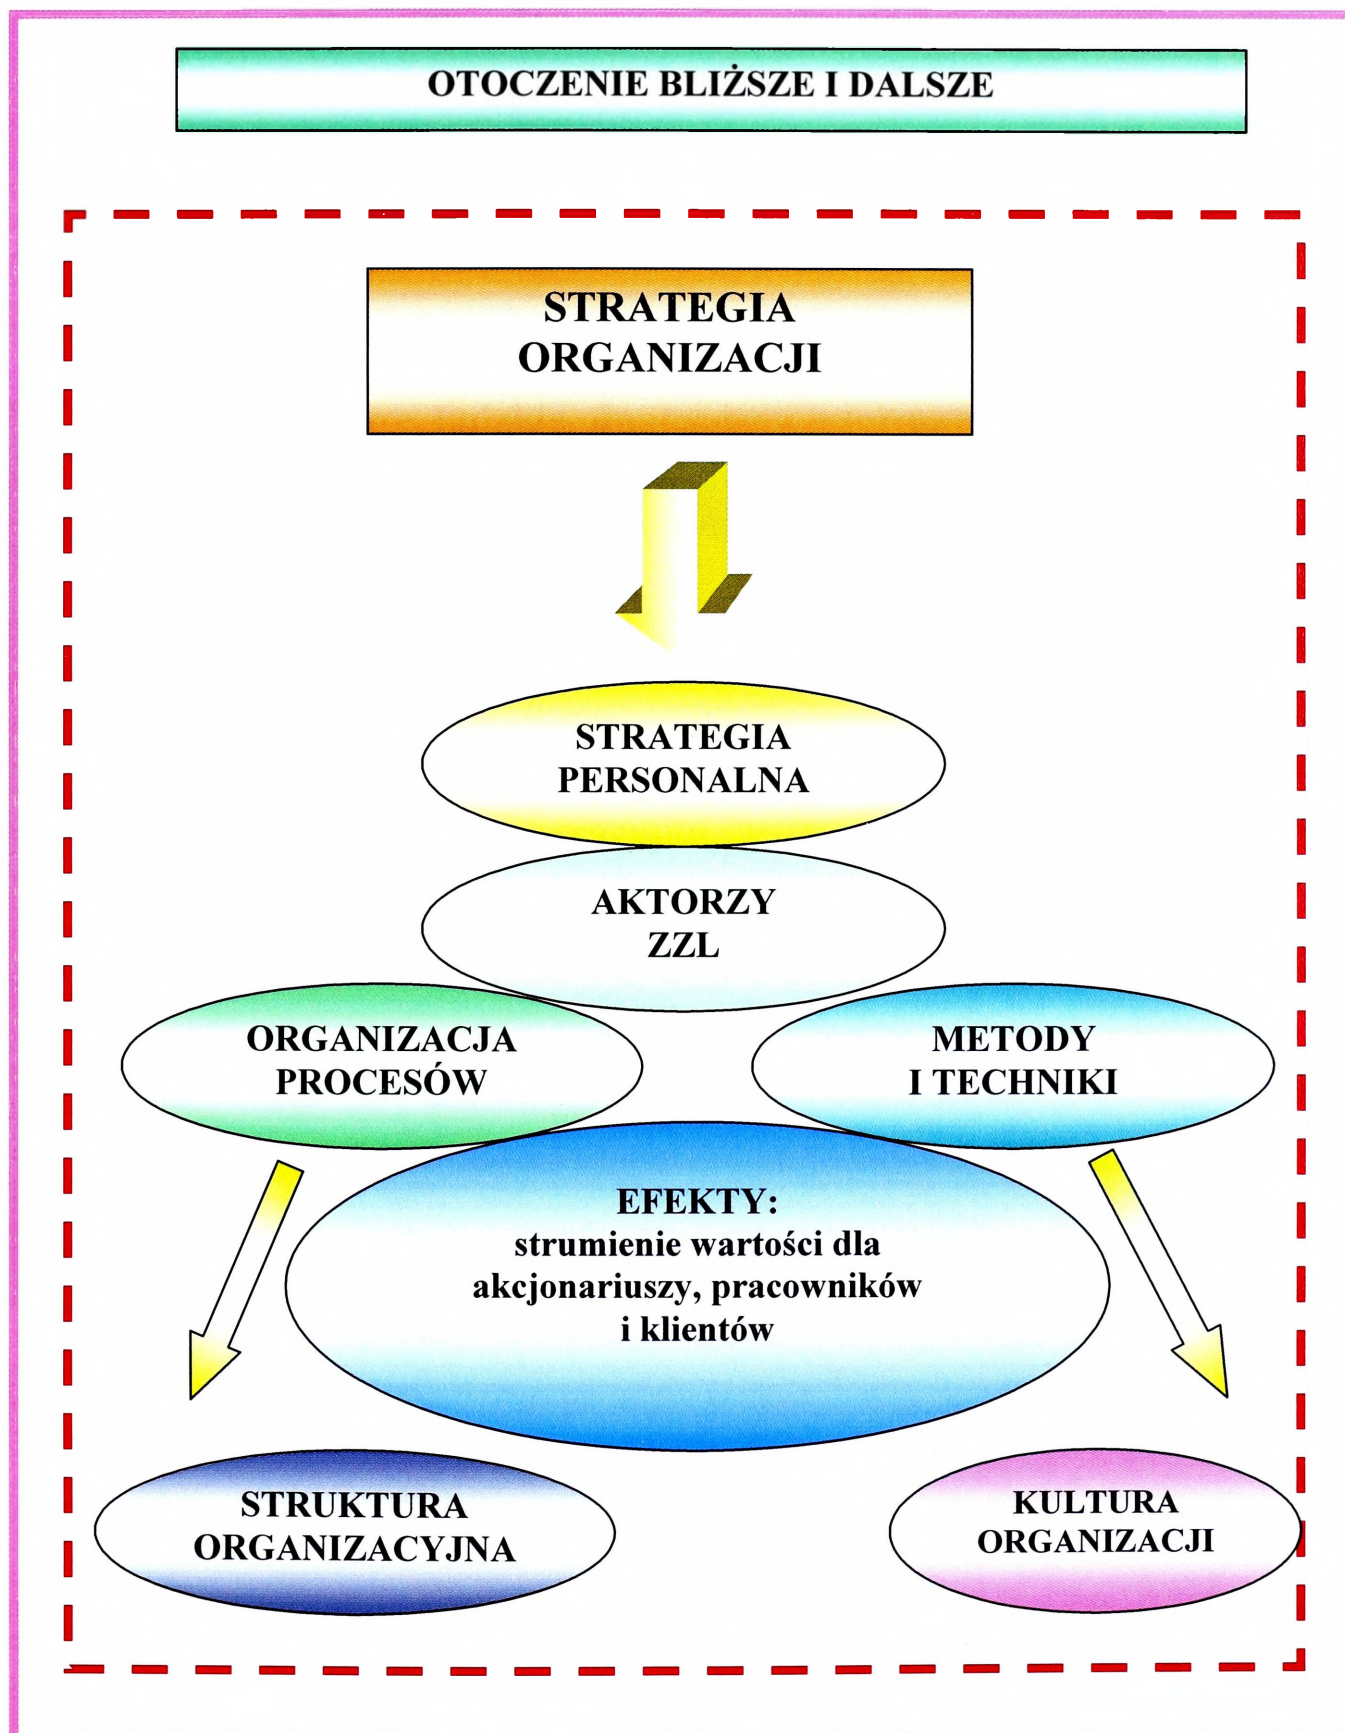 OTOCZENIE BLIŻSZE I DALSZE
STRATEGIA
ORGANIZACJI
STRATEGIA
PERSONALNA
AKTORZY
ZZL
ORGANIZACJA
PROCESÓW
METODY
I TECHNIKI
EFEKTY:
strumienie wartości dla
akcjonariuszy, pracowników
i klientów
STRUKTURA
ORGANIZACYJNA
KULTURA
ORGANIZACJI